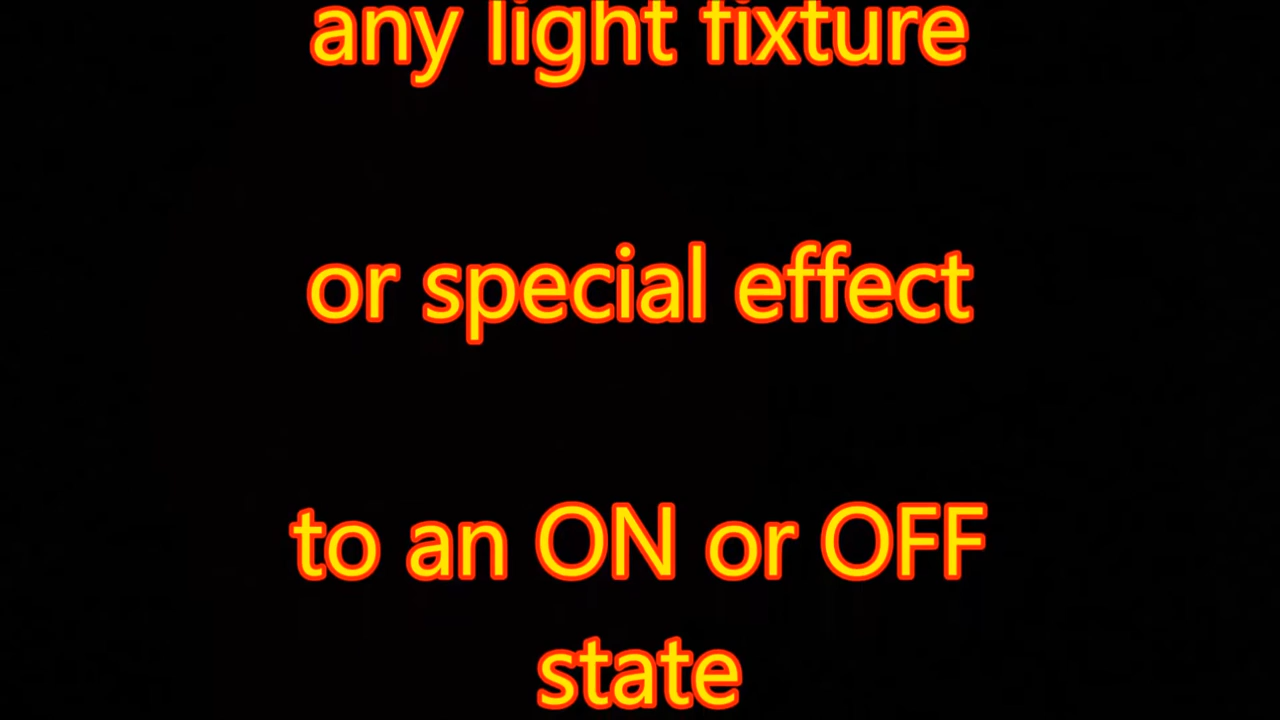 any light fixture
or special effect
to an ON or OFF
state